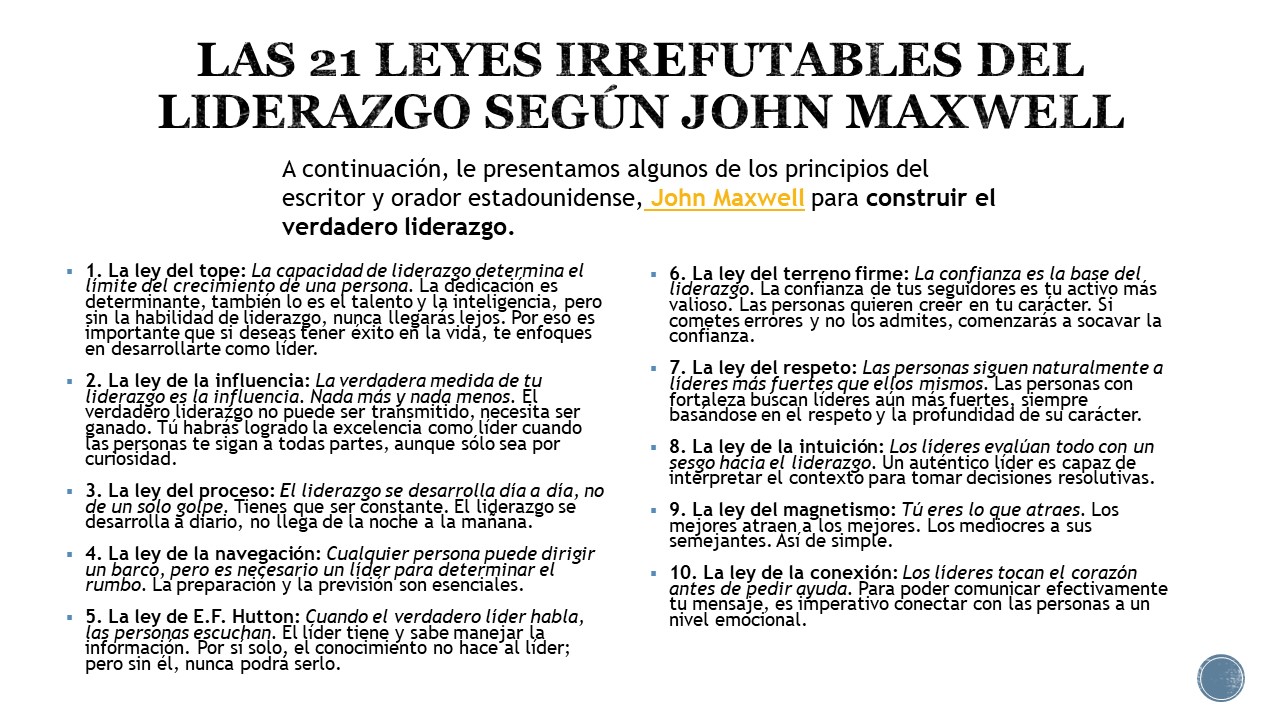 LAS 21 LEYES IRREFUTABLES DEL
LIDERAZGO SEGÚN JOHN MAXWELL
A continuación, le presentamos algunos de los principios del
escritor y orador estadounidense, John Maxwell para construir el
verdadero liderazgo.
1. La ley del tope: La capacidad de liderazgo determina el
límite del crecimiento de una persona. La dedicación es
determinante, también lo es el talento y la inteligencia, pero
sin la habilidad de liderazgo, nunca llegarás lejos. Por eso es
importante que si deseas tener éxito en la vida, te enfoques
en desarrollarte como líder.
2. La ley de la influencia: La verdadera medida de tu
liderazgo es la influencia. Nada más y nada menos. El
verdadero liderazgo no puede ser transmitido, necesita ser
ganado. Tú habrás logrado la excelencia como líder cuando
las personas te sigan a todas partes, aunque sólo sea por
curiosidad.
3. La ley del proceso: El liderazgo se desarrolla día a día, no
de un solo golpe. Tienes que ser constante. El liderazgo se
desarrolla a diario, no llega de la noche a la mañana.
4. La ley de la navegación: Cualquier persona puede dirigir
un barco, pero es necesario un líder para determinar el
rumbo. La preparación y la previsión son esenciales.
5. La ley de E.F. Hutton: Cuando el verdadero líder habla,
las personas escuchan. El líder tiene y sabe manejar la
información. Por sí solo, el conocimiento no hace al líder;
pero sin él, nunca podrá serlo.
6. La ley del terreno firme: La confianza es la base del
liderazgo. La confianza de tus seguidores es tu activo más
valioso. Las personas quieren creer en tu carácter. Si
cometes errores y no los admites, comenzarás a socavar la
confianza.
7. La ley del respeto: Las personas siguen naturalmente a
líderes más fuertes que ellos mismos. Las personas con
fortaleza buscan líderes aún más fuertes, siempre
basándose en el respeto y la profundidad de su carácter.
8. La ley de la intuición: Los líderes evalúan todo con un
sesgo hacia el liderazgo. Un auténtico líder es capaz de
interpretar el contexto para tomar decisiones resolutivas.
9. La ley del magnetismo: Tú eres lo que atraes. Los
mejores atraen a los mejores. Los mediocres a sus
semejantes. Así de simple.
10. La ley de la conexión: Los líderes tocan el corazón
antes de pedir ayuda. Para poder comunicar efectivamente
tu mensaje, es imperativo conectar con las personas a un
nivel emocional.